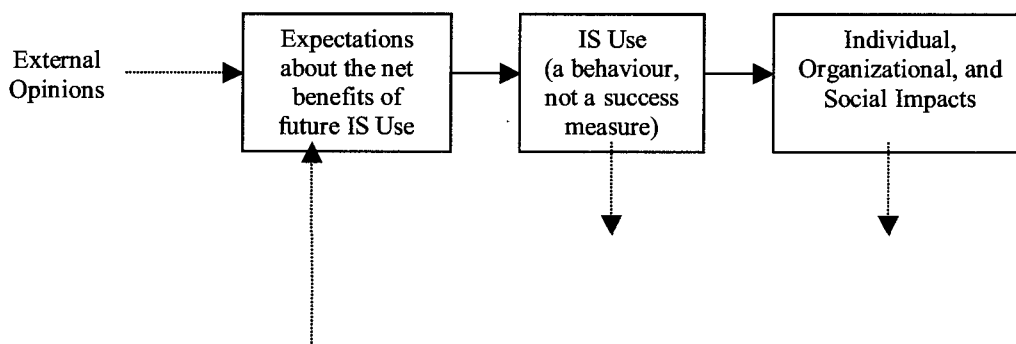 External
Opinions
Expectations
about the net
benefits of
future IS Use
IS Use
(a behaviour,
not a success
measure)
Individual,
Organizational, and
Social Impacts